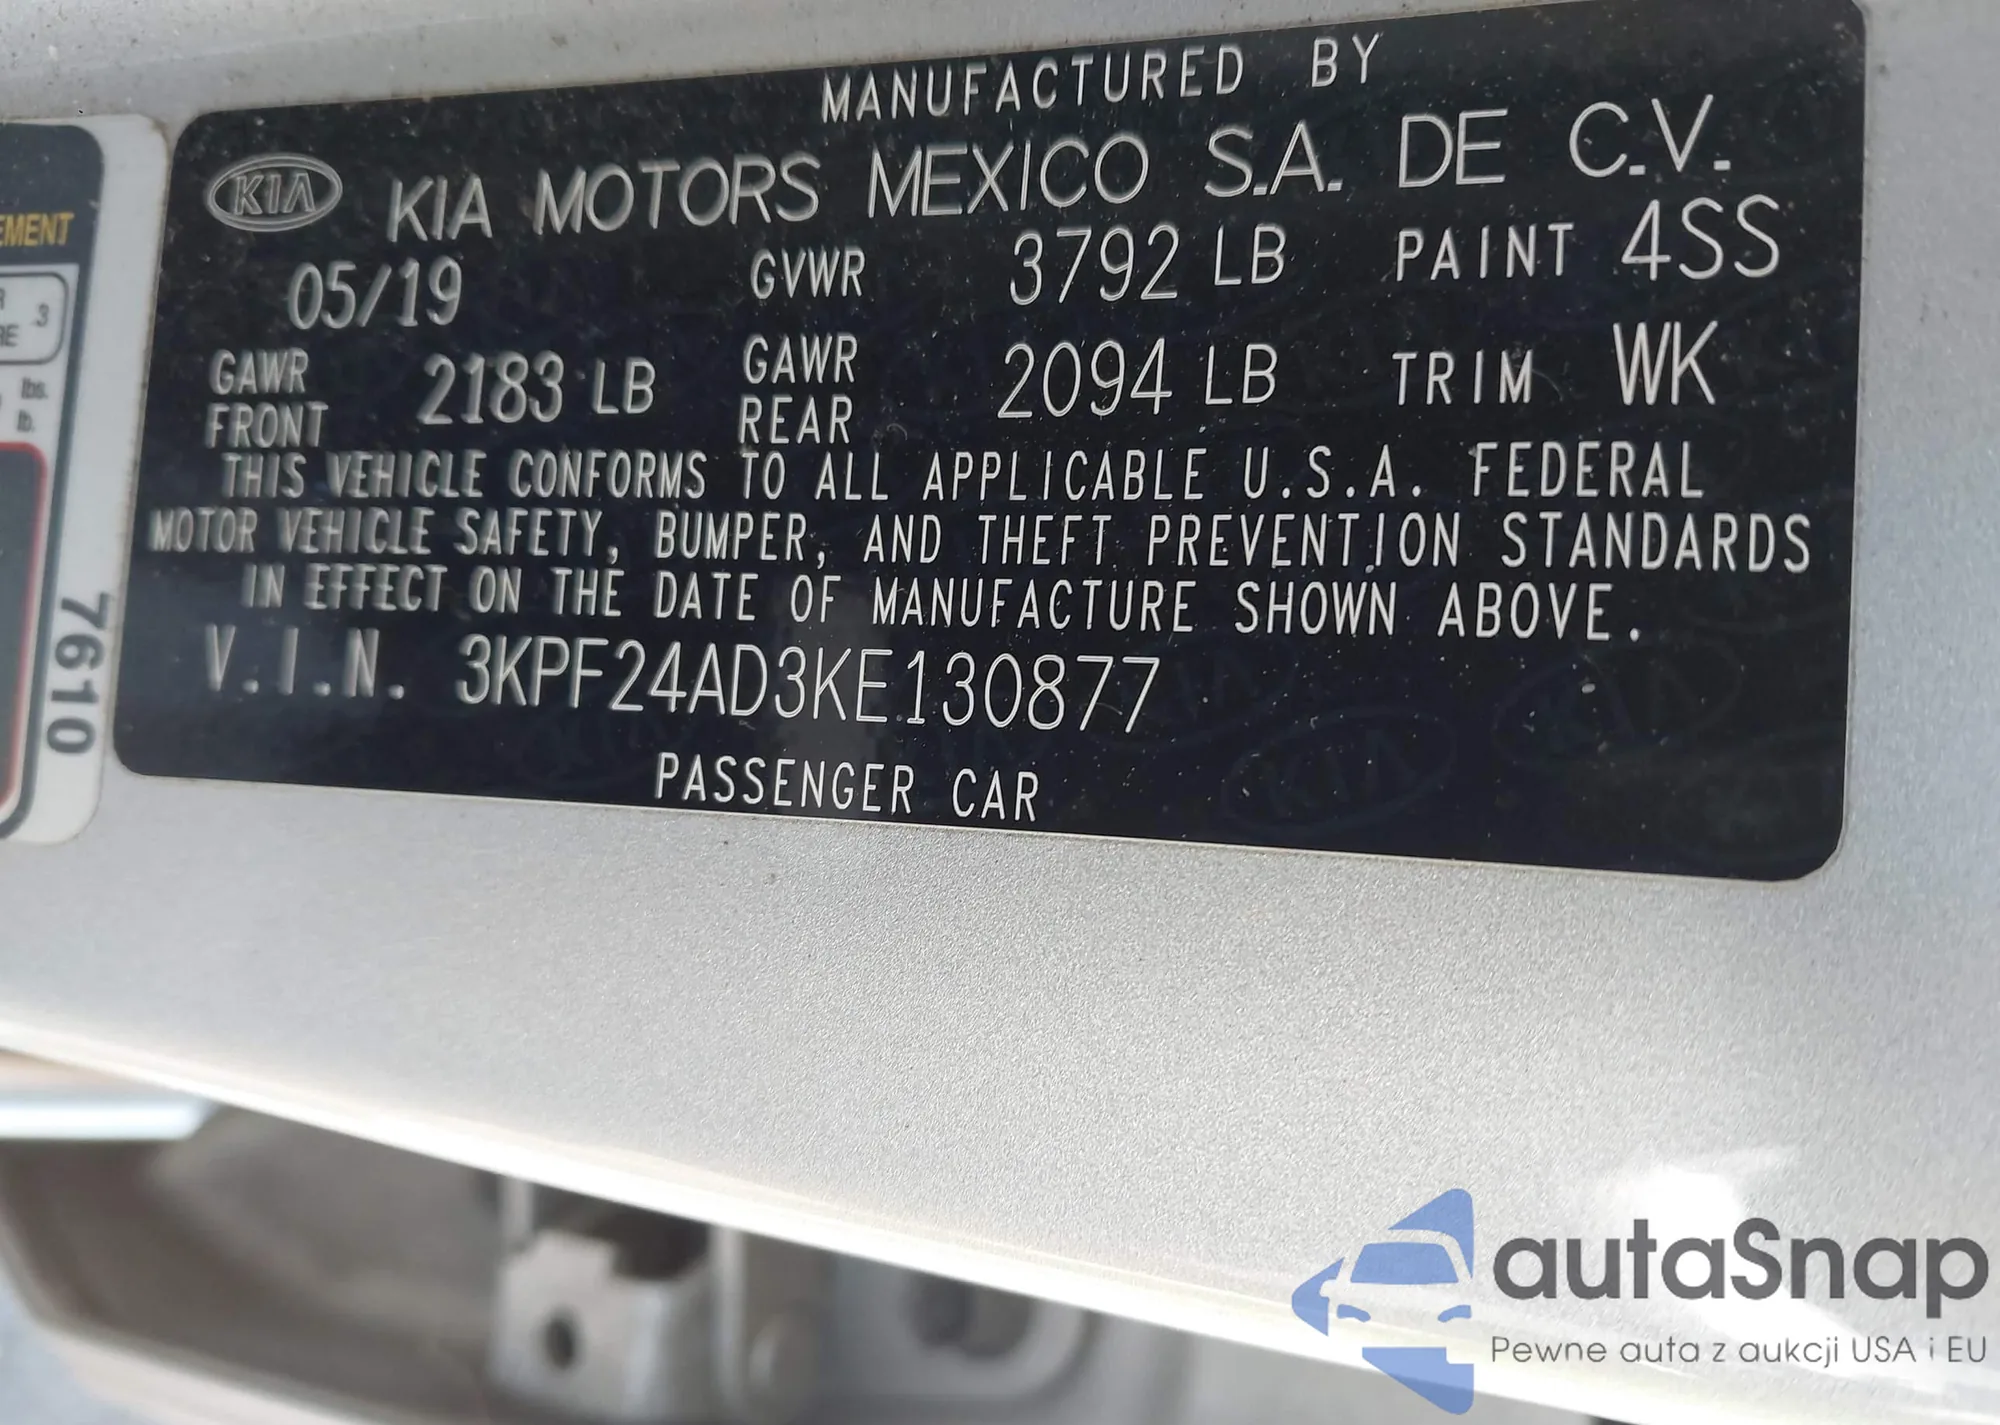 MANUFACTURED BY
KIA KIA MOTORS MEXICO S.A. DE C.V.
05/19 GVWR 3792 LB PAINT 4SS
GAWR FRONT 2183 LB GAWR REAR 2094 LB TRIM WK
THIS VEHICLE CONFORMS TO ALL APPLICABLE U.S.A. FEDERAL
MOTOR VEHICLE SAFETY, BUMPER, AND THEFT PREVENTION STANDARDS
IN EFFECT ON THE DATE OF MANUFACTURE SHOWN ABOVE.
V.I.N. 3KPF24AD3KE130877
PASSENGER CAR
3
lbs.
lb.
7610
autaSnap
Pewne auta z aukcji USA i EU